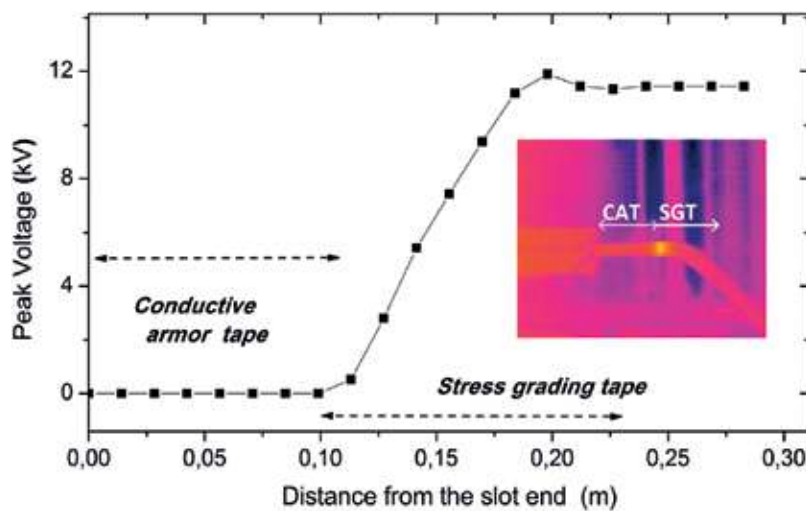 12
8
4
0
Peak Voltage (kV)
CAT
SGT
Conductive
armor tape
Stress grading tape
0,00
0,05
0,10
0,15
0,20
0,25
0,30
Distance from the slot end (m)